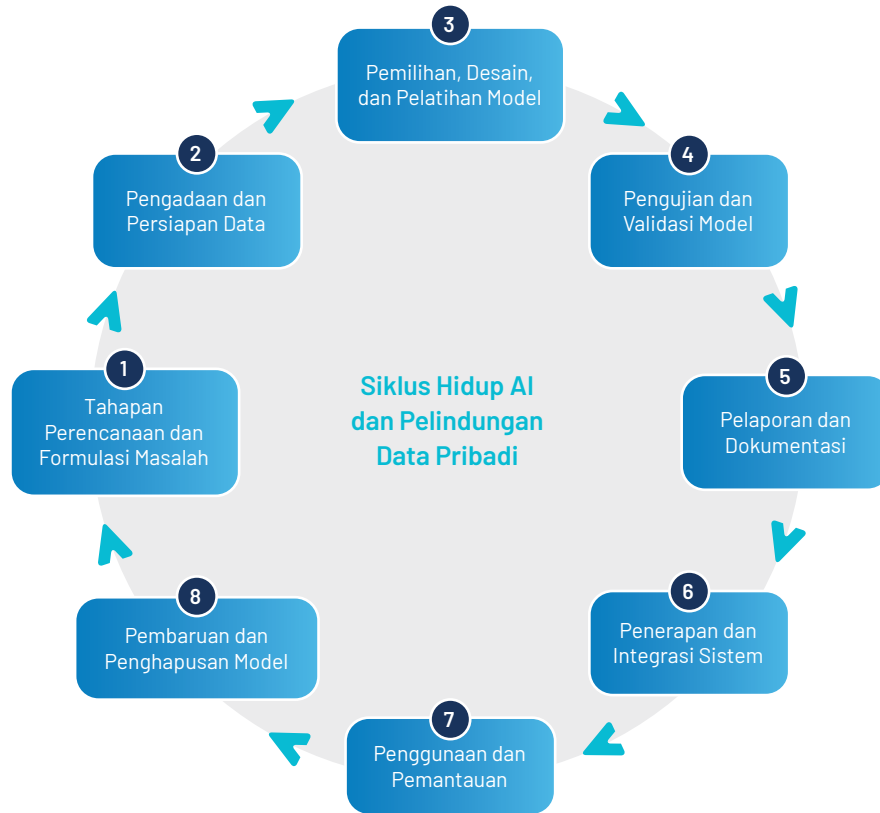 Siklus Hidup AI
dan Pelindungan
Data Pribadi
1
Tahapan
Perencanaan dan
Formulasi Masalah
2
Pengadaan dan
Persiapan Data
3
Pemilihan, Desain,
dan Pelatihan Model
4
Pengujian dan
Validasi Model
5
Pelaporan dan
Dokumentasi
6
Penerapan dan
Integrasi Sistem
7
Penggunaan dan
Pemantauan
8
Pembaruan dan
Penghapusan Model